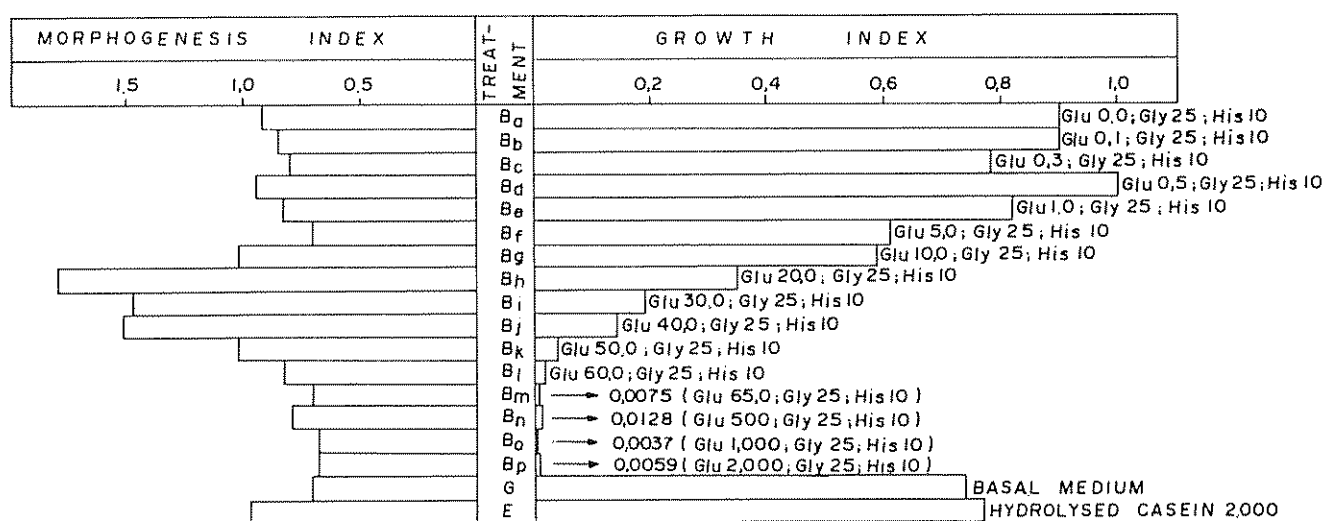 MORPHOGENESIS INDEX TREAT- GROWTH INDEX
1,5 1,0 0,5 MENT 0,2 0,4 0,6 0,8 1,0
Ba Glu 0,0; Gly 25; His 10
Bb Glu 0,1; Gly 25; His 10
Bc Glu 0,3; Gly 25; His 10
Bd Glu 0,5; Gly 25; His 10
Be Glu 1,0; Gly 25; His 10
Bf Glu 5,0; Gly 25; His 10
Bg Glu 10,0; Gly 25; His 10
Bh Glu 20,0; Gly 25; His 10
Bi Glu 30,0; Gly 25; His 10
Bj Glu 40,0; Gly 25; His 10
Bk Glu 50,0; Gly 25; His 10
Bl Glu 60,0; Gly 25; His 10
Bm → 0,0075 (Glu 65,0; Gly 25; His 10)
Bn → 0,0128 (Glu 500; Gly 25; His 10)
Bo → 0,0037 (Glu 1,000; Gly 25; His 10)
Bp → 0,0059 (Glu 2,000; Gly 25; His 10)
G BASAL MEDIUM
E HYDROLYSED CASEIN 2,000